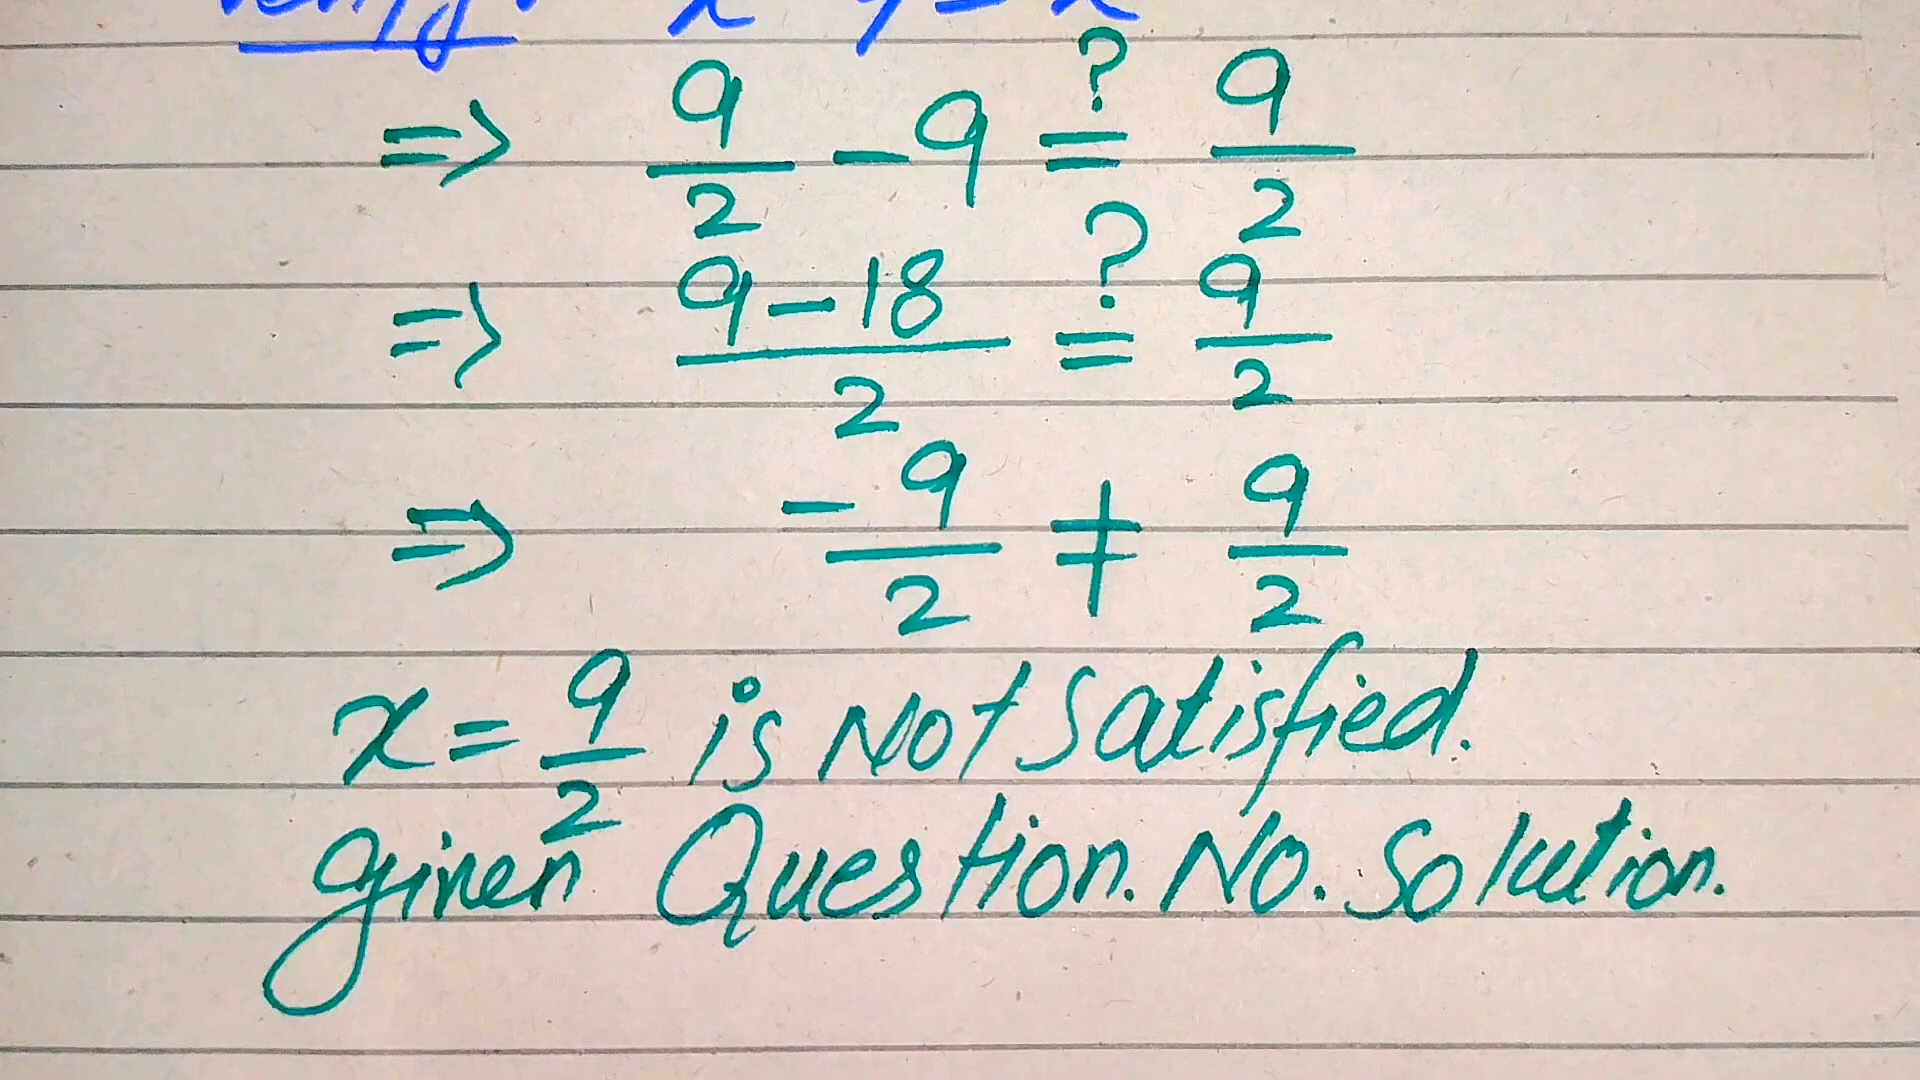 x - 9 = x
⇒ 9/2 - 9 ?= 9/2
⇒ (9-18)/2 ?= 9/2
⇒ -9/2 ≠ 9/2
x = 9/2 is Not Satisfied.
given Question. No. Solution.